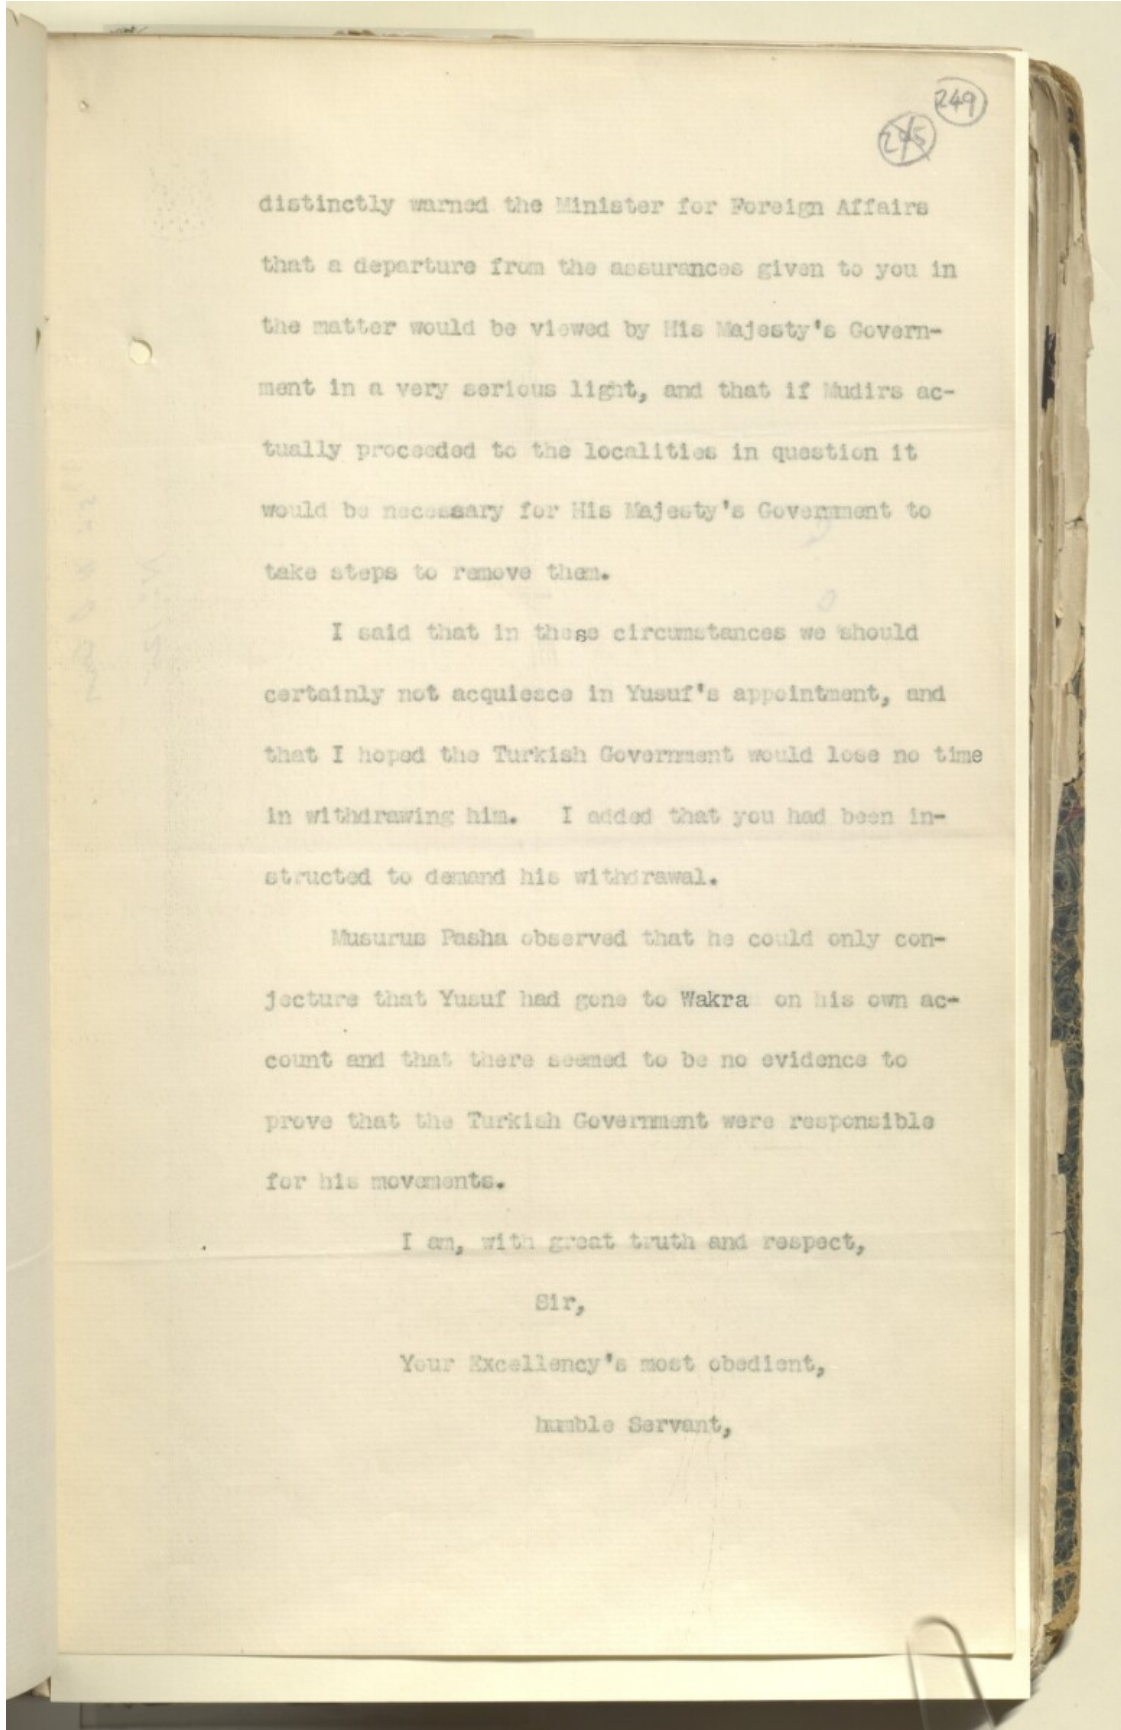 249
distinctly warned the Minister for Foreign Affairs
that a departure from the assurances given to you in
the matter would be viewed by His Majesty's Govern-
ment in a very serious light, and that if Mudirs ac-
tually proceeded to the localities in question it
would be necessary for His Majesty's Government to
take steps to remove them.
I said that in these circumstances we should
certainly not acquiesce in Yusuf's appointment, and
that I hoped the Turkish Government would lose no time
in withdrawing him. I added that you had been in-
structed to demand his withdrawal.
Musurus Pasha observed that he could only con-
jecture that Yusuf had gone to Wakra on his own ac-
count and that there seemed to be no evidence to
prove that the Turkish Government were responsible
for his movements.
I am, with great truth and respect,
Sir,
Your Excellency's most obedient,
humble Servant,